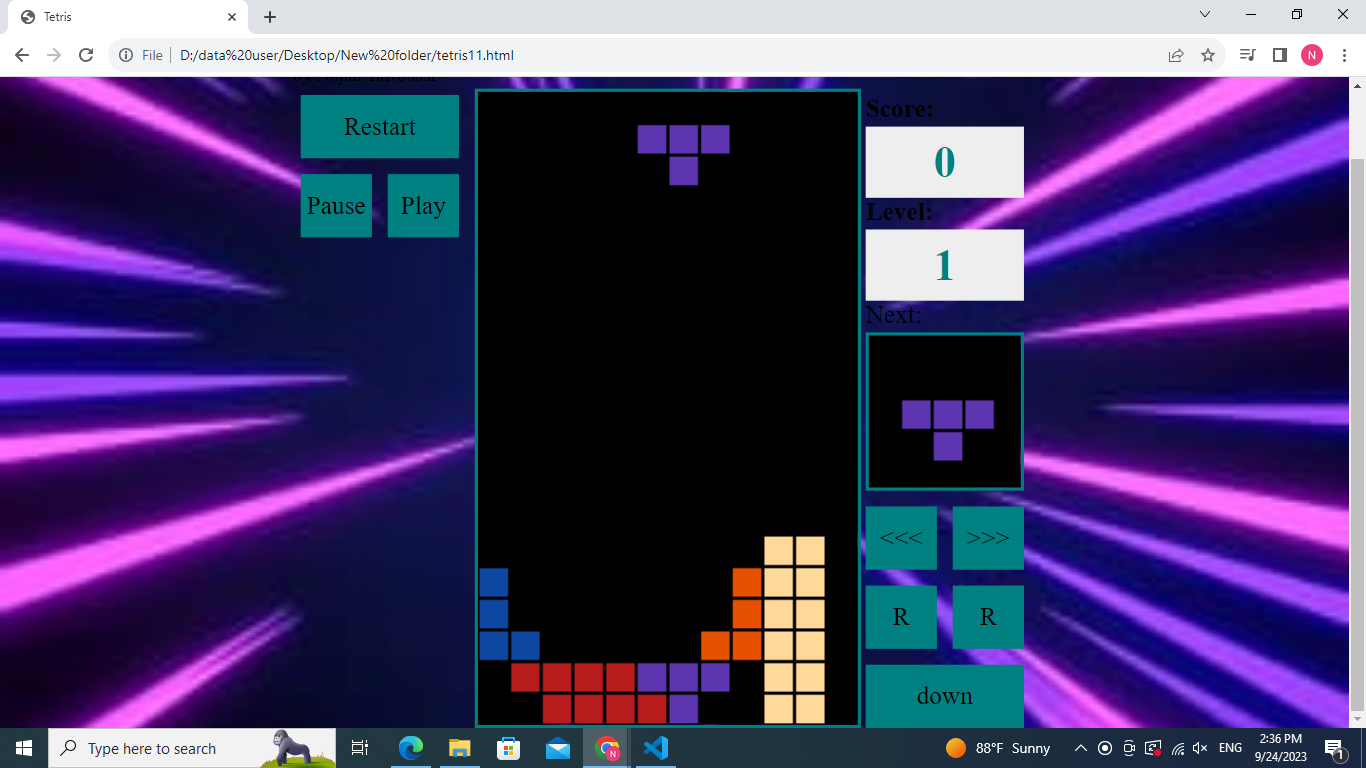 Tetris
File
D:/data%20user/Desktop/New%20folder/tetris11.html
N
Restart
Pause
Play
Score:
0
Level:
1
Next:
<<<
>>>
R
R
down
Type here to search
N
88°F Sunny
ENG
2:36 PM
9/24/2023
1